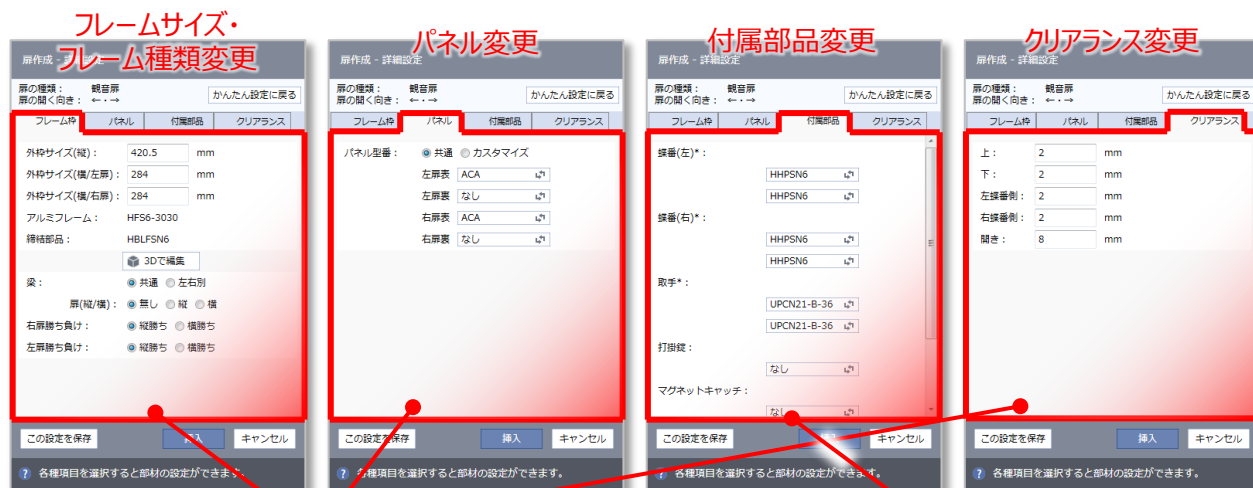 フレームサイズ・
フレーム種類変更
扉作成 - 詳細設定
扉の種類： 観音扉
扉の開く向き： ←・→
かんたん設定に戻る
フレーム枠 パネル 付属部品 クリアランス
外枠サイズ(縦)： 420.5 mm
外枠サイズ(横/左扉)： 284 mm
外枠サイズ(横/右扉)： 284 mm
アルミフレーム： HFS6-3030
締結部品： HBLFSN6
3Dで編集
梁： 共通 左右別
扉(縦/横)： 無し 縦 横
右扉勝ち負け： 縦勝ち 横勝ち
左扉勝ち負け： 縦勝ち 横勝ち
この設定を保存 挿入 キャンセル
? 各種項目を選択すると部材の設定ができます。
パネル変更
扉作成 - 詳細設定
扉の種類： 観音扉
扉の開く向き： ←・→
かんたん設定に戻る
フレーム枠 パネル 付属部品 クリアランス
パネル型番： 共通 カスタマイズ
左扉表 ACA
左扉裏 なし
右扉表 ACA
右扉裏 なし
この設定を保存 挿入 キャンセル
? 各種項目を選択すると部材の設定ができます。
付属部品変更
扉作成 - 詳細設定
扉の種類： 観音扉
扉の開く向き： ←・→
かんたん設定に戻る
フレーム枠 パネル 付属部品 クリアランス
蝶番(左)*：
HHPSN6
HHPSN6
蝶番(右)*：
HHPSN6
HHPSN6
取手*：
UPCN21-B-36
UPCN21-B-36
打掛錠：
なし
マグネットキャッチ：
なし
この設定を保存 キャンセル
? 各種項目を選択すると部材の設定ができます。
クリアランス変更
扉作成 - 詳細設定
扉の種類： 観音扉
扉の開く向き： ←・→
かんたん設定に戻る
フレーム枠 パネル 付属部品 クリアランス
上： 2 mm
下： 2 mm
左蝶番側： 2 mm
右蝶番側： 2 mm
開き： 8 mm
この設定を保存 挿入 キャンセル
? 各種項目を選択すると部材の設定ができます。